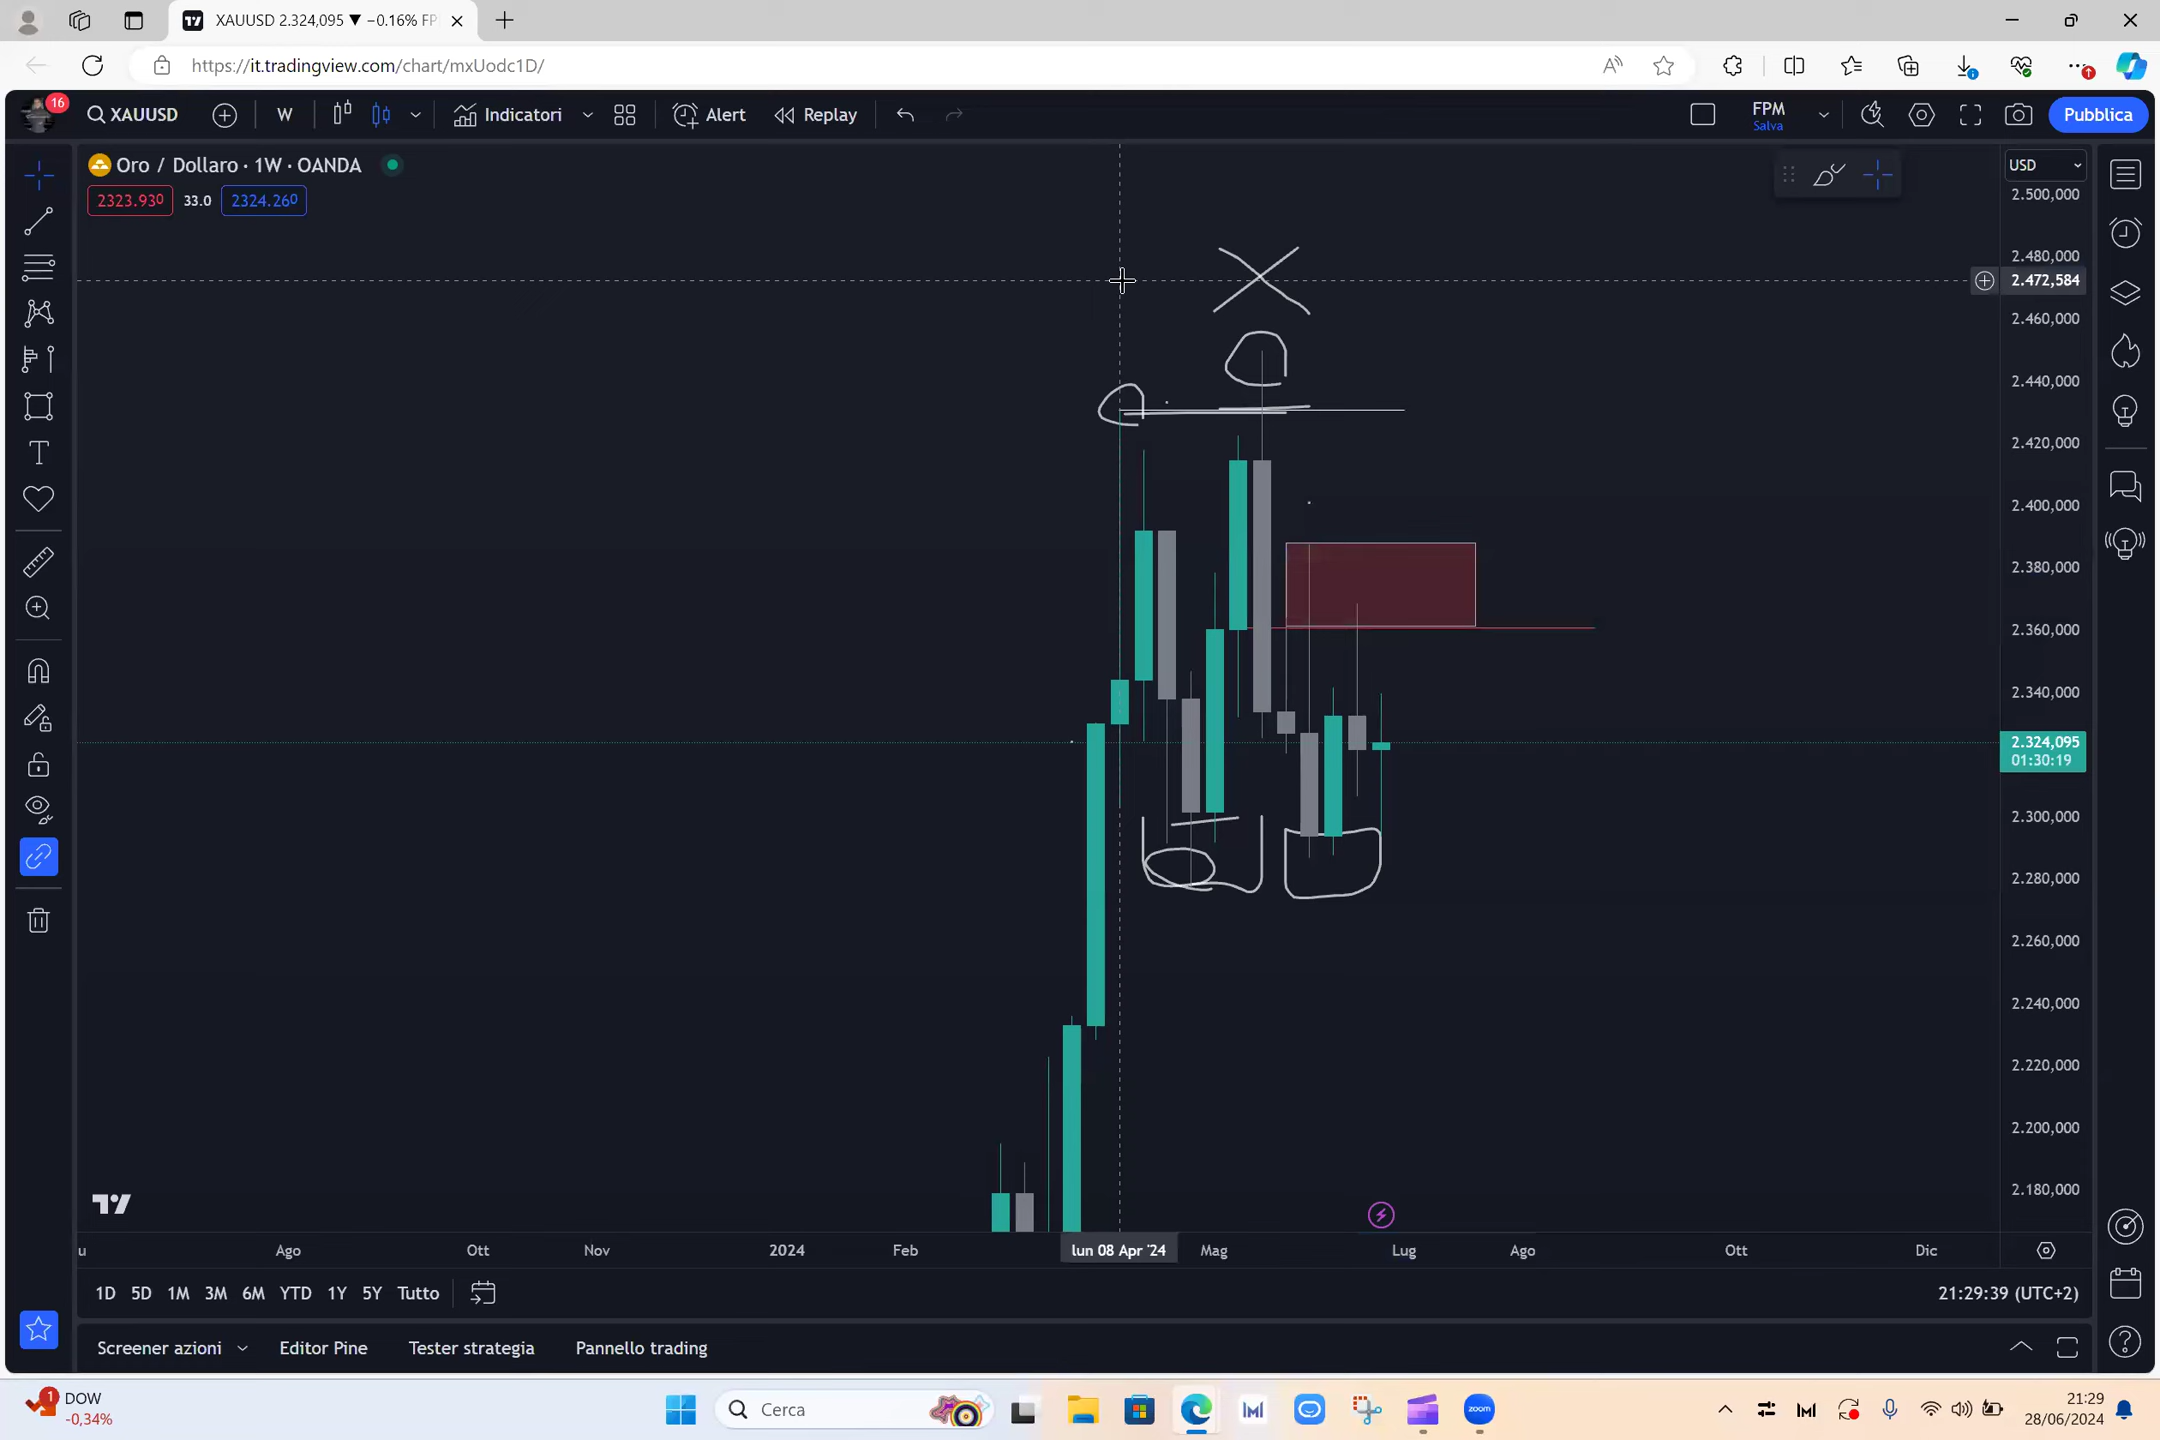 XAUUSD 2.324,095 ▼ −0.16% FP
https://it.tradingview.com/chart/mxUodc1D/
16
XAUUSD
W
Indicatori
Alert
Replay
FPM
Salva
Pubblica
Oro / Dollaro · 1W · OANDA
2323.930
33.0
2324.260
USD
2.500,000
2.480,000
2.472,584
2.460,000
2.440,000
2.420,000
2.400,000
2.380,000
2.360,000
2.340,000
2.324,095
01:30:19
2.300,000
2.280,000
2.260,000
2.240,000
2.220,000
2.200,000
2.180,000
u
Ago
Ott
Nov
2024
Feb
lun 08 Apr '24
Mag
Lug
Ago
Ott
Dic
1D 5D 1M 3M 6M YTD 1Y 5Y Tutto
21:29:39 (UTC+2)
Screener azioni
Editor Pine
Tester strategia
Pannello trading
1
DOW
-0,34%
Cerca
zoom
21:29
28/06/2024